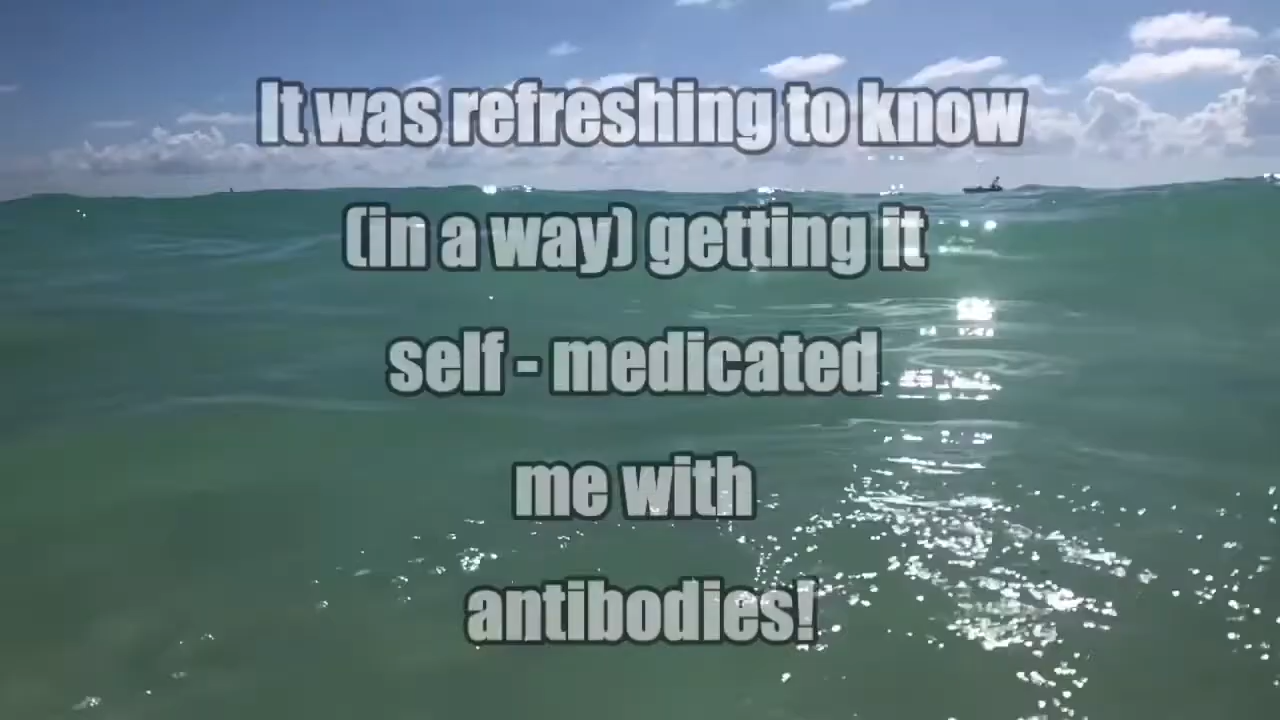 It was refreshing to know
(in a way) getting it
self - medicated
me with
antibodies!